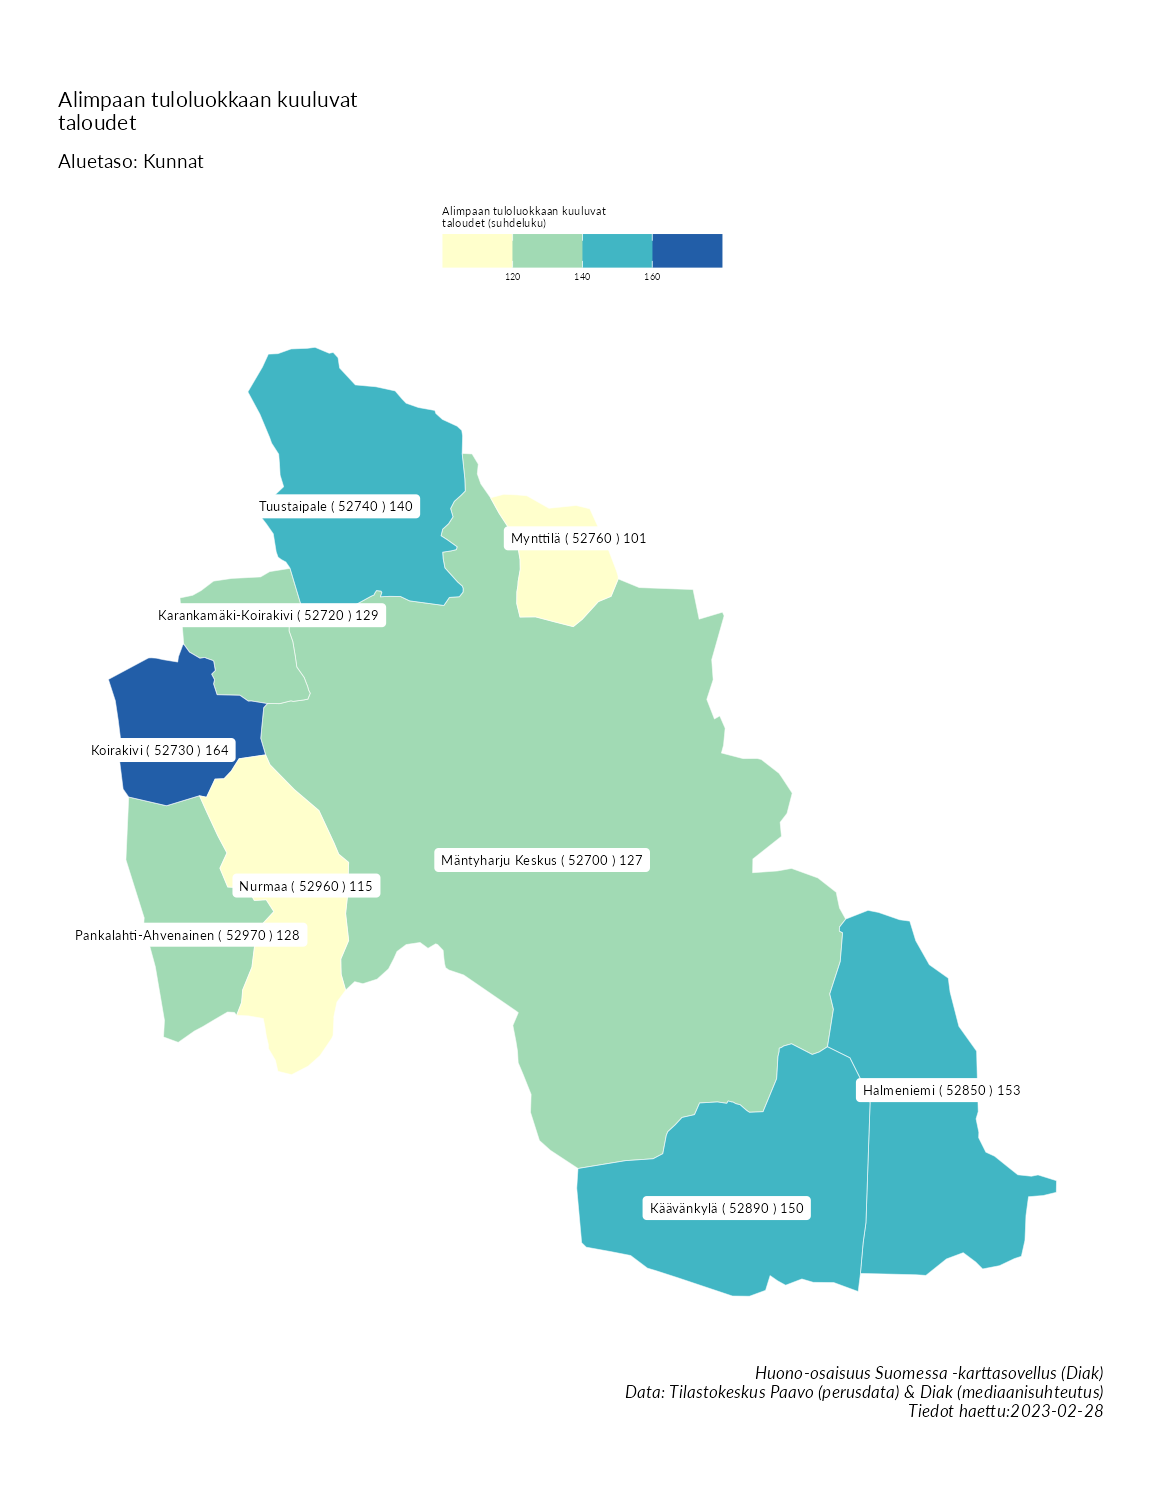 Alimpaan tuloluokkaan kuuluvat
taloudet
Aluetaso: Kunnat
Alimpaan tuloluokkaan kuuluvat
taloudet (suhdeluku)
120 140 160
Tuustaipale ( 52740 ) 140
Mynttilä ( 52760 ) 101
Karankamäki-Koirakivi ( 52720 ) 129
Koirakivi ( 52730 ) 164
Mäntyharju Keskus ( 52700 ) 127
Nurmaa ( 52960 ) 115
Pankalahti-Ahvenainen ( 52970 ) 128
Halmeniemi ( 52850 ) 153
Käävänkylä ( 52890 ) 150
Huono-osaisuus Suomessa -karttasovellus (Diak)
Data: Tilastokeskus Paavo (perusdata) & Diak (mediaanisuhteutus)
Tiedot haettu:2023-02-28